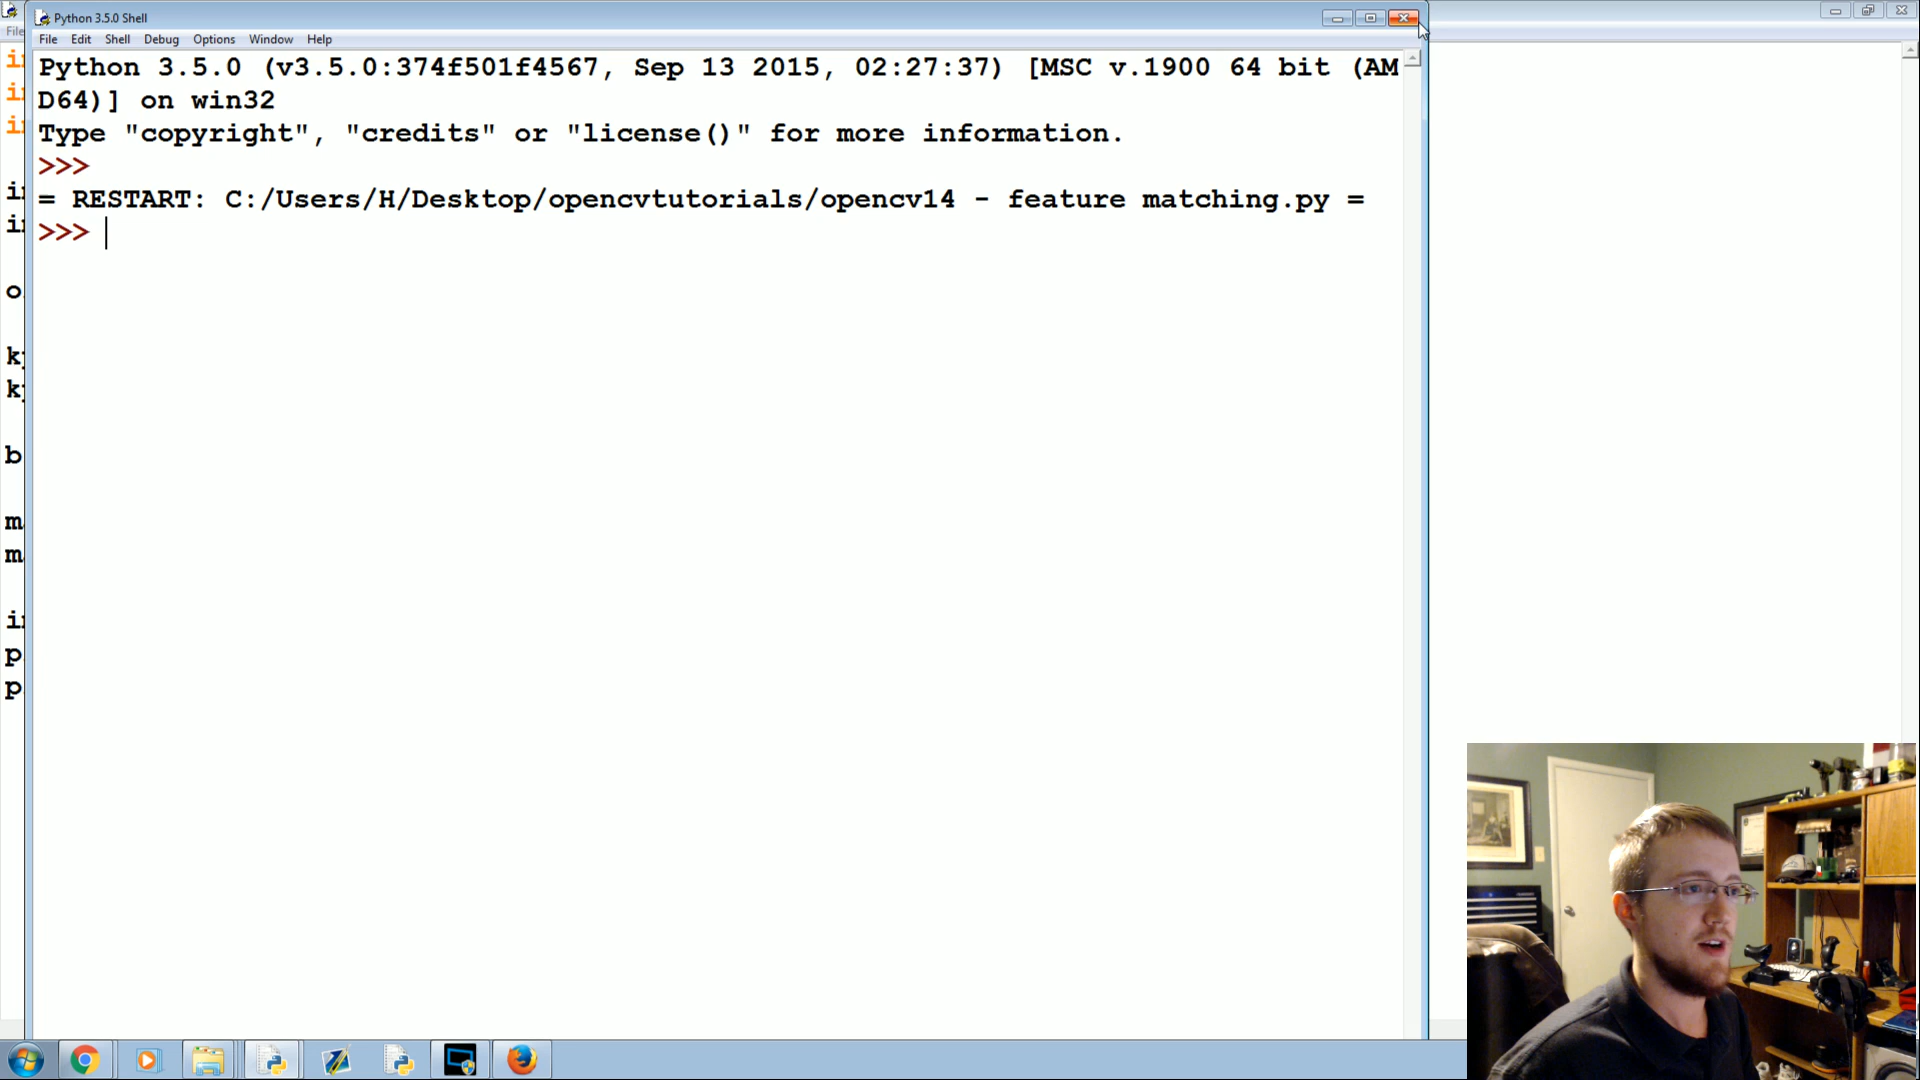 Python 3.5.0 Shell
File Edit Shell Debug Options Window Help
Python 3.5.0 (v3.5.0:374f501f4567, Sep 13 2015, 02:27:37) [MSC v.1900 64 bit (AM
D64)] on win32
Type "copyright", "credits" or "license()" for more information.
>>>
= RESTART: C:/Users/H/Desktop/opencvtutorials/opencv14 - feature matching.py =
>>>